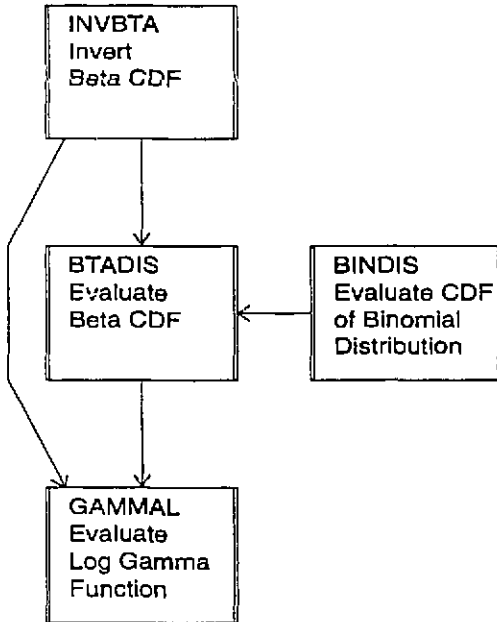 INVBTA
Invert
Beta CDF
BTADIS
Evaluate
Beta CDF
BINDIS
Evaluate CDF
of Binomial
Distribution
GAMMAL
Evaluate
Log Gamma
Function